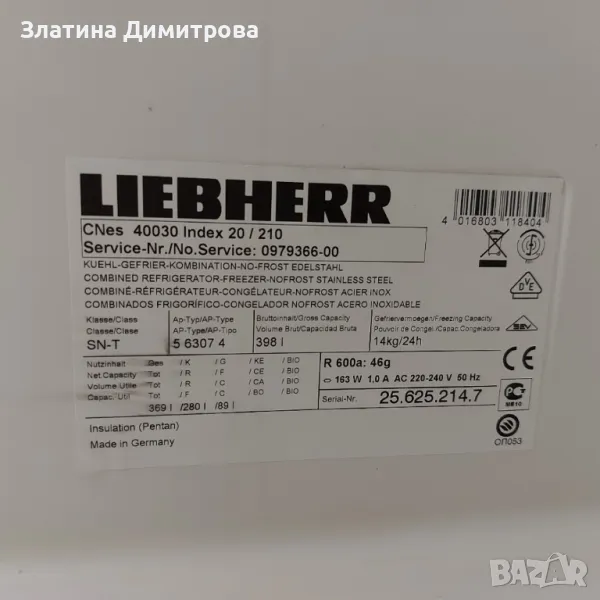 Златина Димитрова
LIEBHERR
CNes 40030 Index 20 / 210
Service-Nr./No.Service: 0979366-00
4 016803 118404
KUEHL-GEFRIER-KOMBINATION-NO-FROST EDELSTAHL
COMBINED REFRIGERATOR-FREEZER-NOFROST STAINLESS STEEL
COMBINÉ-RÉFRIGÉRATEUR-CONGÉLATEUR-NOFROST ACIER INOX
COMBINADOS FRIGORÍFICO-CONGELADOR NOFROST ACERO INOXIDABLE
Klasse/Class Ap-Typ/AP-Type Bruttoinhalt/Gross Capacity Gefriervermoegen/Freezing Capacity
Classe/Clase AP-Type/AP-Tipo Volume Brut/Capacidad Bruta Pouvoir de Congel./Cap.Congeladora
SN-T 5 6307 4 398 l 14kg/24h
Nutzinhalt Ges / K / G / KE / BIO
Net.Capacity Tot / R / F / CE / BIO
Volume Utile Tot / R / C / CA / BIO
Capac. Util Tot / R / C / BO / BIO
369 l / 280 l / 89 l
R 600a: 46g
163 W 1.0 A AC 220-240 V 50 Hz
Serial-Nr. 25.625.214.7
Insulation (Pentan)
Made in Germany
DVE
CE
МЕ10
ОП053
bazar